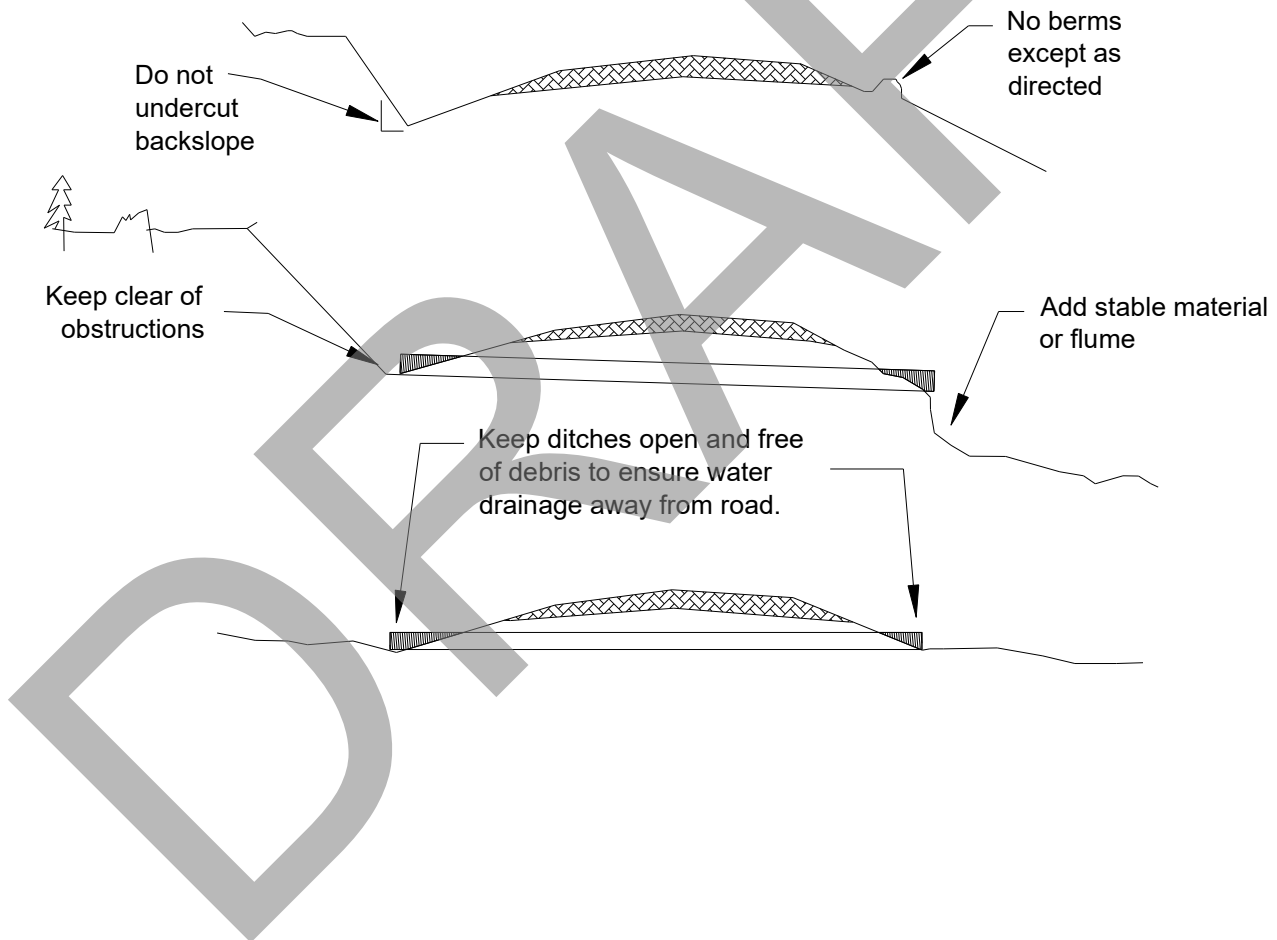 No berms
except as
directed
Do not
undercut
backslope
Keep clear of
obstructions
Add stable material
or flume
Keep ditches open and free
of debris to ensure water
drainage away from road.
DRAF